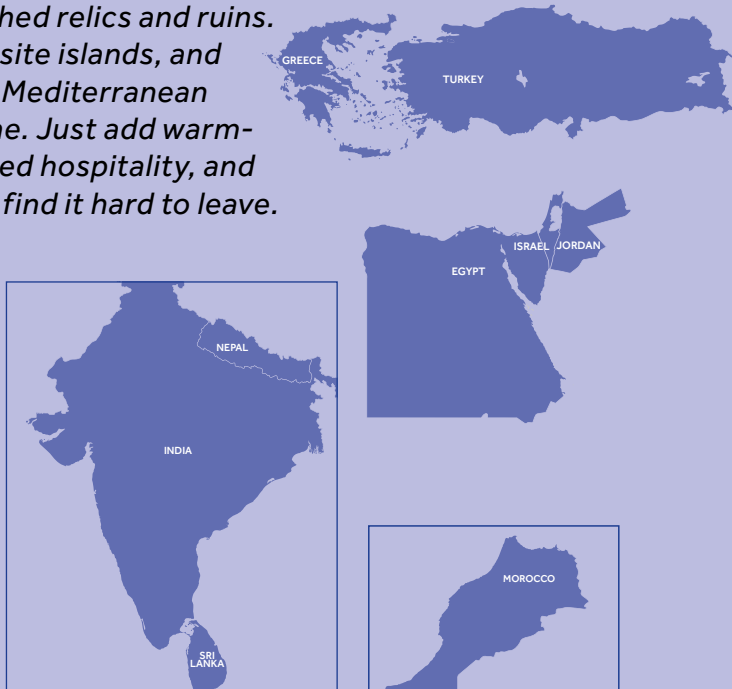 hed relics and ruins.
site islands, and
Mediterranean
e. Just add warm-
ed hospitality, and
find it hard to leave.
GREECE
TURKEY
ISRAEL
JORDAN
EGYPT
NEPAL
INDIA
SRI
LANKA
MOROCCO